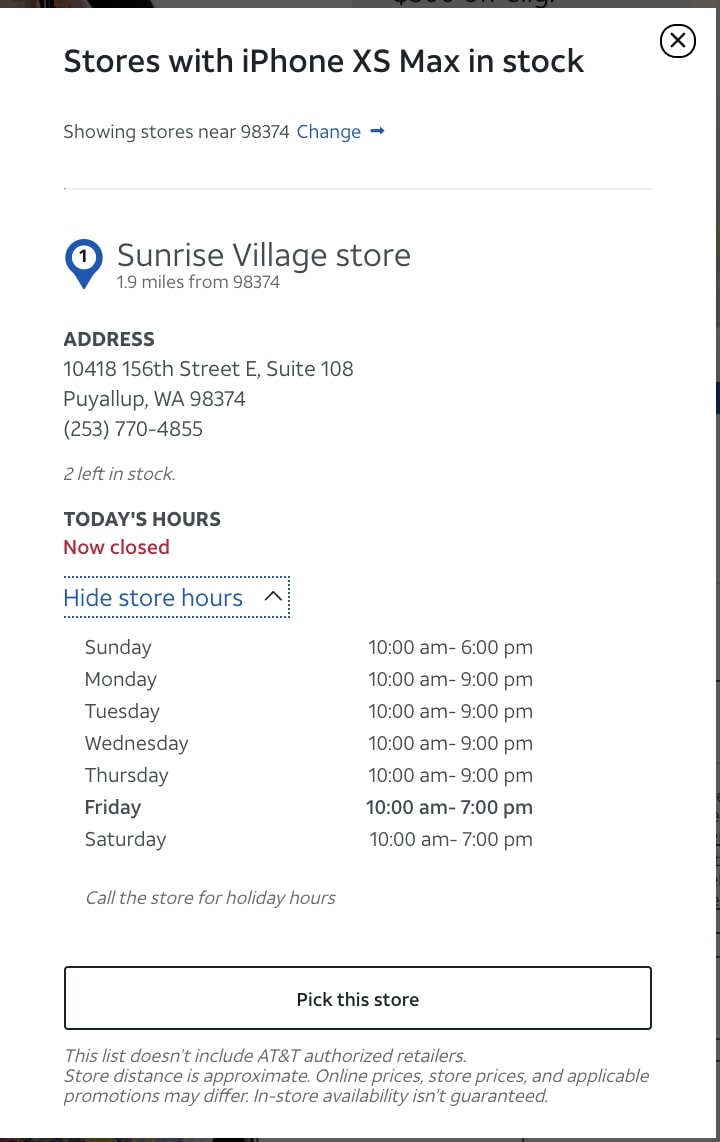 Stores with iPhone XS Max in stock
Showing stores near 98374 Change →
1
Sunrise Village store
1.9 miles from 98374
ADDRESS
10418 156th Street E, Suite 108
Puyallup, WA 98374
(253) 770-4855
2 left in stock.
TODAY'S HOURS
Now closed
Hide store hours
Sunday 10:00 am- 6:00 pm
Monday 10:00 am- 9:00 pm
Tuesday 10:00 am- 9:00 pm
Wednesday 10:00 am- 9:00 pm
Thursday 10:00 am- 9:00 pm
Friday 10:00 am- 7:00 pm
Saturday 10:00 am- 7:00 pm
Call the store for holiday hours
Pick this store
This list doesn't include AT&T authorized retailers.
Store distance is approximate. Online prices, store prices, and applicable
promotions may differ. In-store availability isn't guaranteed.